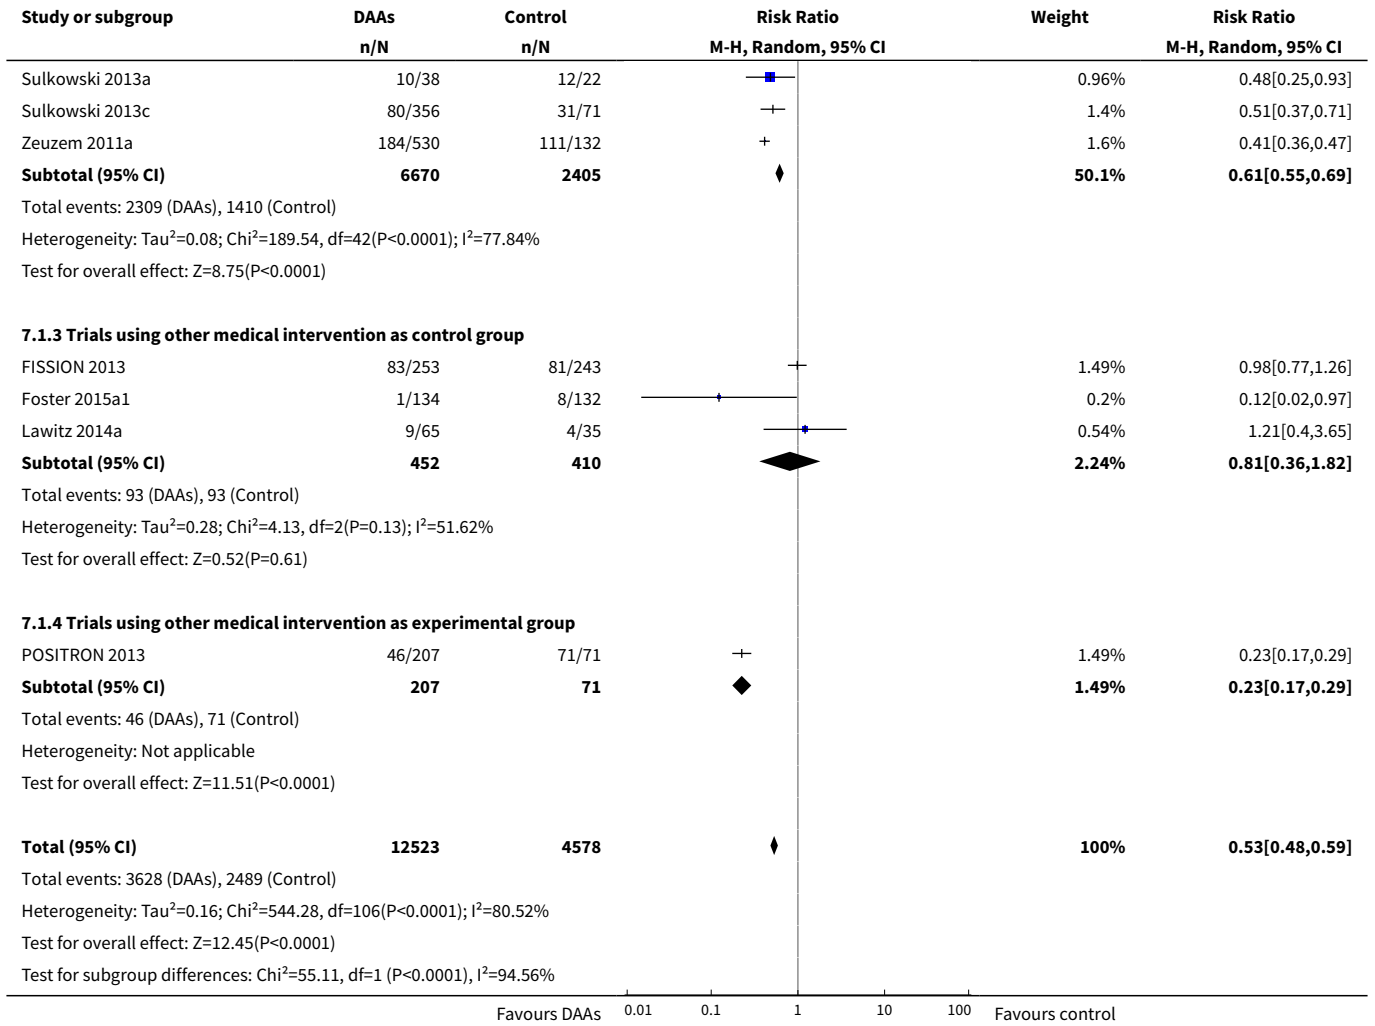 Study or subgroup DAAs Control Risk Ratio Weight Risk Ratio
n/N n/N M-H, Random, 95% CI M-H, Random, 95% CI
Sulkowski 2013a 10/38 12/22 0.96% 0.48[0.25,0.93]
Sulkowski 2013c 80/356 31/71 1.4% 0.51[0.37,0.71]
Zeuzem 2011a 184/530 111/132 1.6% 0.41[0.36,0.47]
Subtotal (95% CI) 6670 2405 50.1% 0.61[0.55,0.69]
Total events: 2309 (DAAs), 1410 (Control)
Heterogeneity: Tau²=0.08; Chi²=189.54, df=42(P<0.0001); I²=77.84%
Test for overall effect: Z=8.75(P<0.0001)
7.1.3 Trials using other medical intervention as control group
FISSION 2013 83/253 81/243 1.49% 0.98[0.77,1.26]
Foster 2015a1 1/134 8/132 0.2% 0.12[0.02,0.97]
Lawitz 2014a 9/65 4/35 0.54% 1.21[0.4,3.65]
Subtotal (95% CI) 452 410 2.24% 0.81[0.36,1.82]
Total events: 93 (DAAs), 93 (Control)
Heterogeneity: Tau²=0.28; Chi²=4.13, df=2(P=0.13); I²=51.62%
Test for overall effect: Z=0.52(P=0.61)
7.1.4 Trials using other medical intervention as experimental group
POSITRON 2013 46/207 71/71 1.49% 0.23[0.17,0.29]
Subtotal (95% CI) 207 71 1.49% 0.23[0.17,0.29]
Total events: 46 (DAAs), 71 (Control)
Heterogeneity: Not applicable
Test for overall effect: Z=11.51(P<0.0001)
Total (95% CI) 12523 4578 100% 0.53[0.48,0.59]
Total events: 3628 (DAAs), 2489 (Control)
Heterogeneity: Tau²=0.16; Chi²=544.28, df=106(P<0.0001); I²=80.52%
Test for overall effect: Z=12.45(P<0.0001)
Test for subgroup differences: Chi²=55.11, df=1 (P<0.0001), I²=94.56%
Favours DAAs 0.01 0.1 1 10 100 Favours control